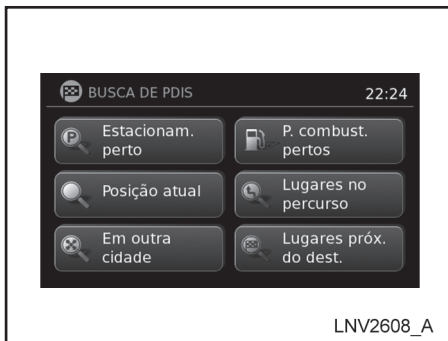 BUSCA DE PDIS 22:24
Estacionam.
perto
P. combust.
pertos
Posição atual
Lugares no
percurso
Em outra
cidade
Lugares próx.
do dest.
LNV2608_A